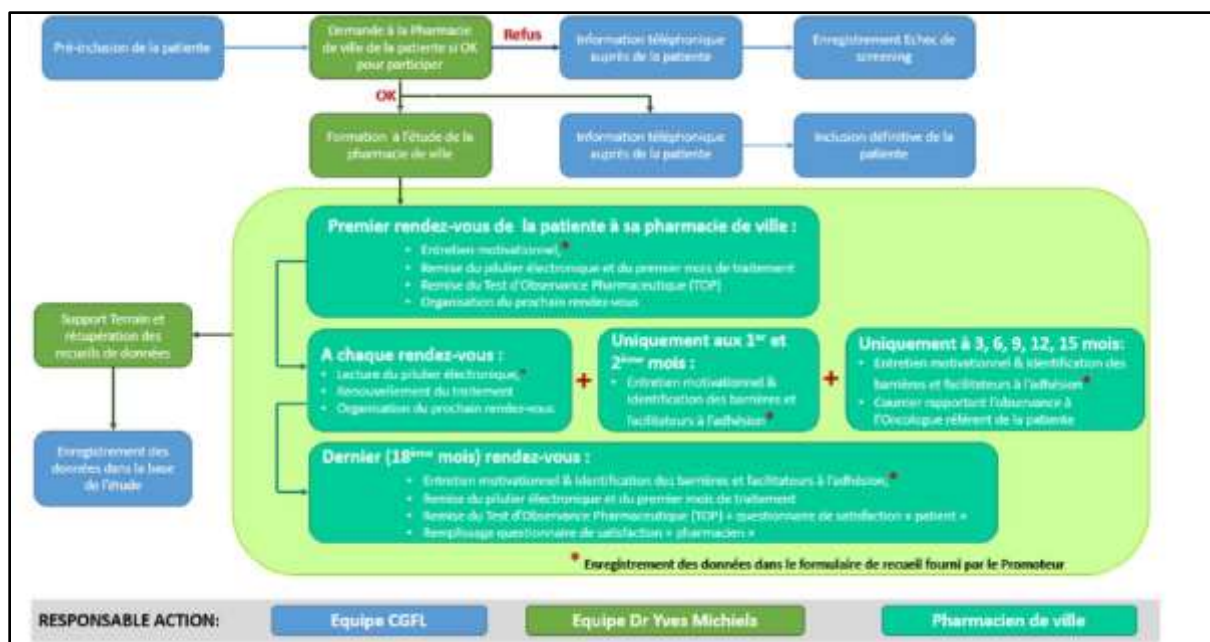 Pré-inclusion de la patiente
Demande à la Pharmacie
de ville de la patiente si OK
pour participer
Refus
Information téléphonique
auprès de la patiente
Enregistrement Echec de
screening
OK
Formation à l'étude de la
pharmacie de ville
Information téléphonique
auprès de la patiente
Inclusion définitive de la
patiente
Premier rendez-vous de la patiente à sa pharmacie de ville :
• Entretien motivationnel,*
• Remise du pilulier électronique et du premier mois de traitement
• Remise du Test d'Observance Pharmaceutique (TOP)
• Organisation du prochain rendez-vous
Support Terrain et
récupération des
recueils de données
A chaque rendez-vous :
• Lecture du pilulier électronique,*
• Renouvellement du traitement
• Organisation du prochain rendez-vous
+
Uniquement aux 1er et
2ème mois :
• Entretien motivationnel &
identification des barrières et
facilitateurs à l'adhésion*
+
Uniquement à 3, 6, 9, 12, 15 mois:
• Entretien motivationnel & identification des
barrières et facilitateurs à l'adhésion*
• Courrier rapportant l'observance à
l'Oncologue référent de la patiente
Enregistrement des
données dans la base
de l'étude
Dernier (18ème mois) rendez-vous :
• Entretien motivationnel & identification des barrières et facilitateurs à l'adhésion,*
• Remise du pilulier électronique et du premier mois de traitement
• Remise du Test d'Observance Pharmaceutique (TOP) + questionnaire de satisfaction « patient »
• Remplissage questionnaire de satisfaction « pharmacien »
* Enregistrement des données dans le formulaire de recueil fourni par le Promoteur
RESPONSABLE ACTION:
Equipe CGFL
Equipe Dr Yves Michiels
Pharmacien de ville